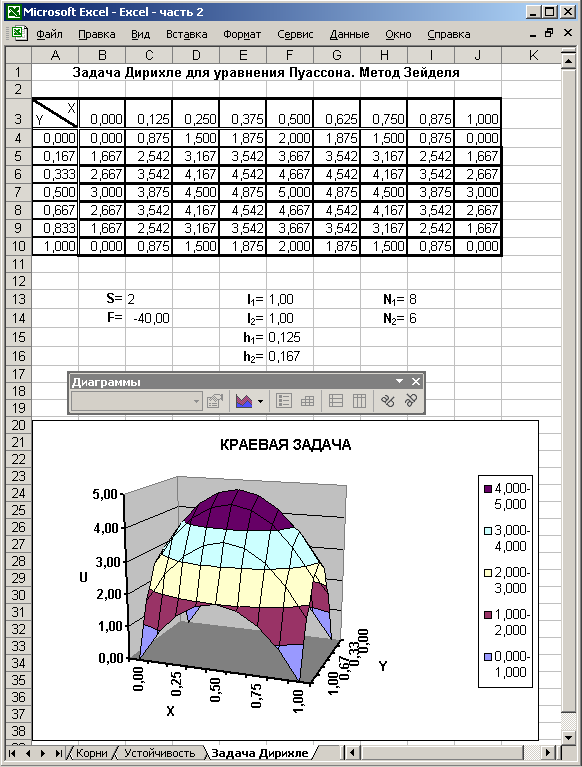 Microsoft Excel - Excel - часть 2
Файл Правка Вид Вставка Формат Сервис Данные Окно Справка
A B C D E F G H I J K
1 Задача Дирихле для уравнения Пуассона. Метод Зейделя
2
X
3 Y 0,000 0,125 0,250 0,375 0,500 0,625 0,750 0,875 1,000
4 0,000 0,000 0,875 1,500 1,875 2,000 1,875 1,500 0,875 0,000
5 0,167 1,667 2,542 3,167 3,542 3,667 3,542 3,167 2,542 1,667
6 0,333 2,667 3,542 4,167 4,542 4,667 4,542 4,167 3,542 2,667
7 0,500 3,000 3,875 4,500 4,875 5,000 4,875 4,500 3,875 3,000
8 0,667 2,667 3,542 4,167 4,542 4,667 4,542 4,167 3,542 2,667
9 0,833 1,667 2,542 3,167 3,542 3,667 3,542 3,167 2,542 1,667
10 1,000 0,000 0,875 1,500 1,875 2,000 1,875 1,500 0,875 0,000
11
12
13 S= 2 l1= 1,00 N1= 8
14 F= -40,00 l2= 1,00 N2= 6
15 h1= 0,125
16 h2= 0,167
17
Диаграммы
18
19
20
21 КРАЕВАЯ ЗАДАЧА
22
23
24
25
26
27
28
29
30
31
32
33
34
35
36
37
38
5,00
4,00
3,00
2,00
1,00
0,00
U
0,00 0,25 0,50 0,75 1,00
X
1,00 0,67 0,33 0,00
Y
4,000-
5,000
3,000-
4,000
2,000-
3,000
1,000-
2,000
0,000-
1,000
Корни Устойчивость Задача Дирихле